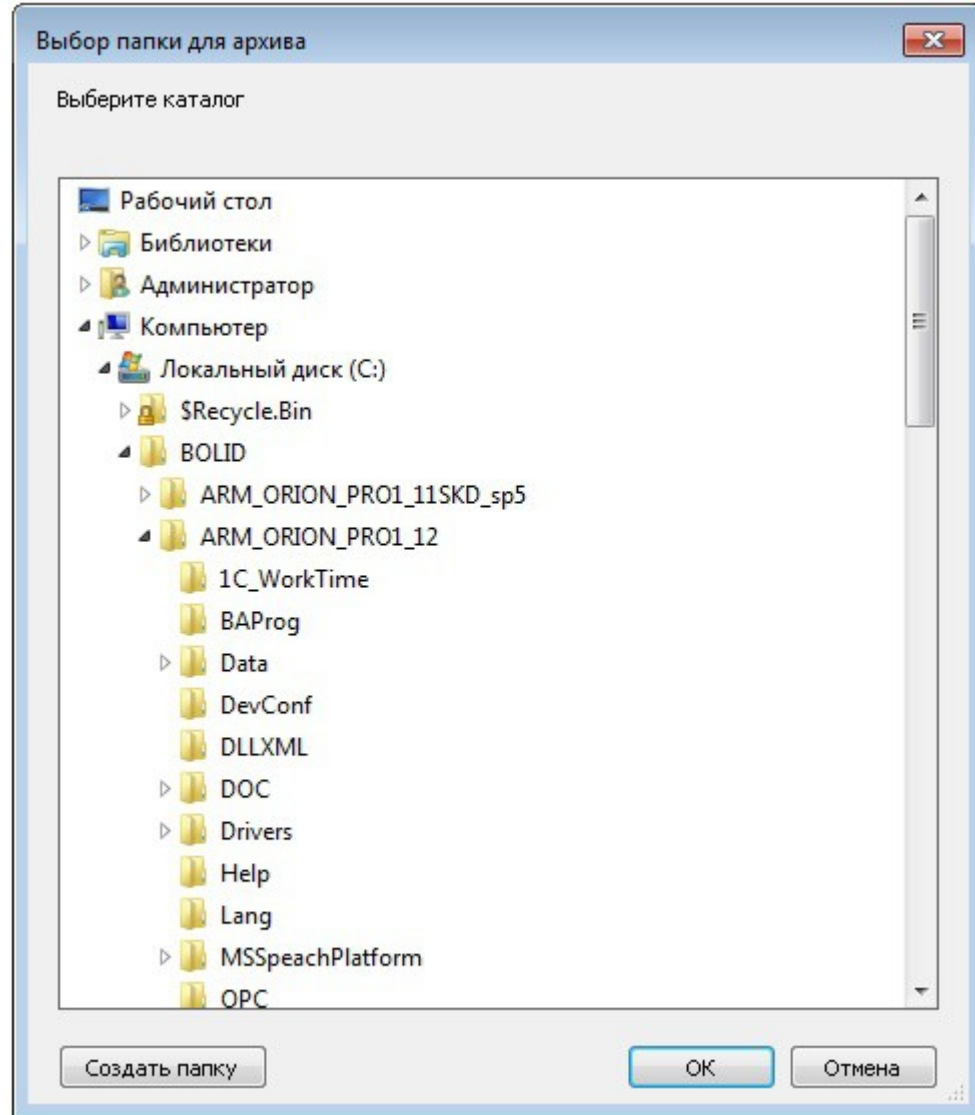 Выбор папки для архива
Выберите каталог
Рабочий стол
Библиотеки
Администратор
Компьютер
Локальный диск (C:)
$Recycle.Bin
BOLID
ARM_ORION_PRO1_11SKD_sp5
ARM_ORION_PRO1_12
1C_WorkTime
BAProg
Data
DevConf
DLLXML
DOC
Drivers
Help
Lang
MSSpeachPlatform
OPC
Создать папку
ОК
Отмена